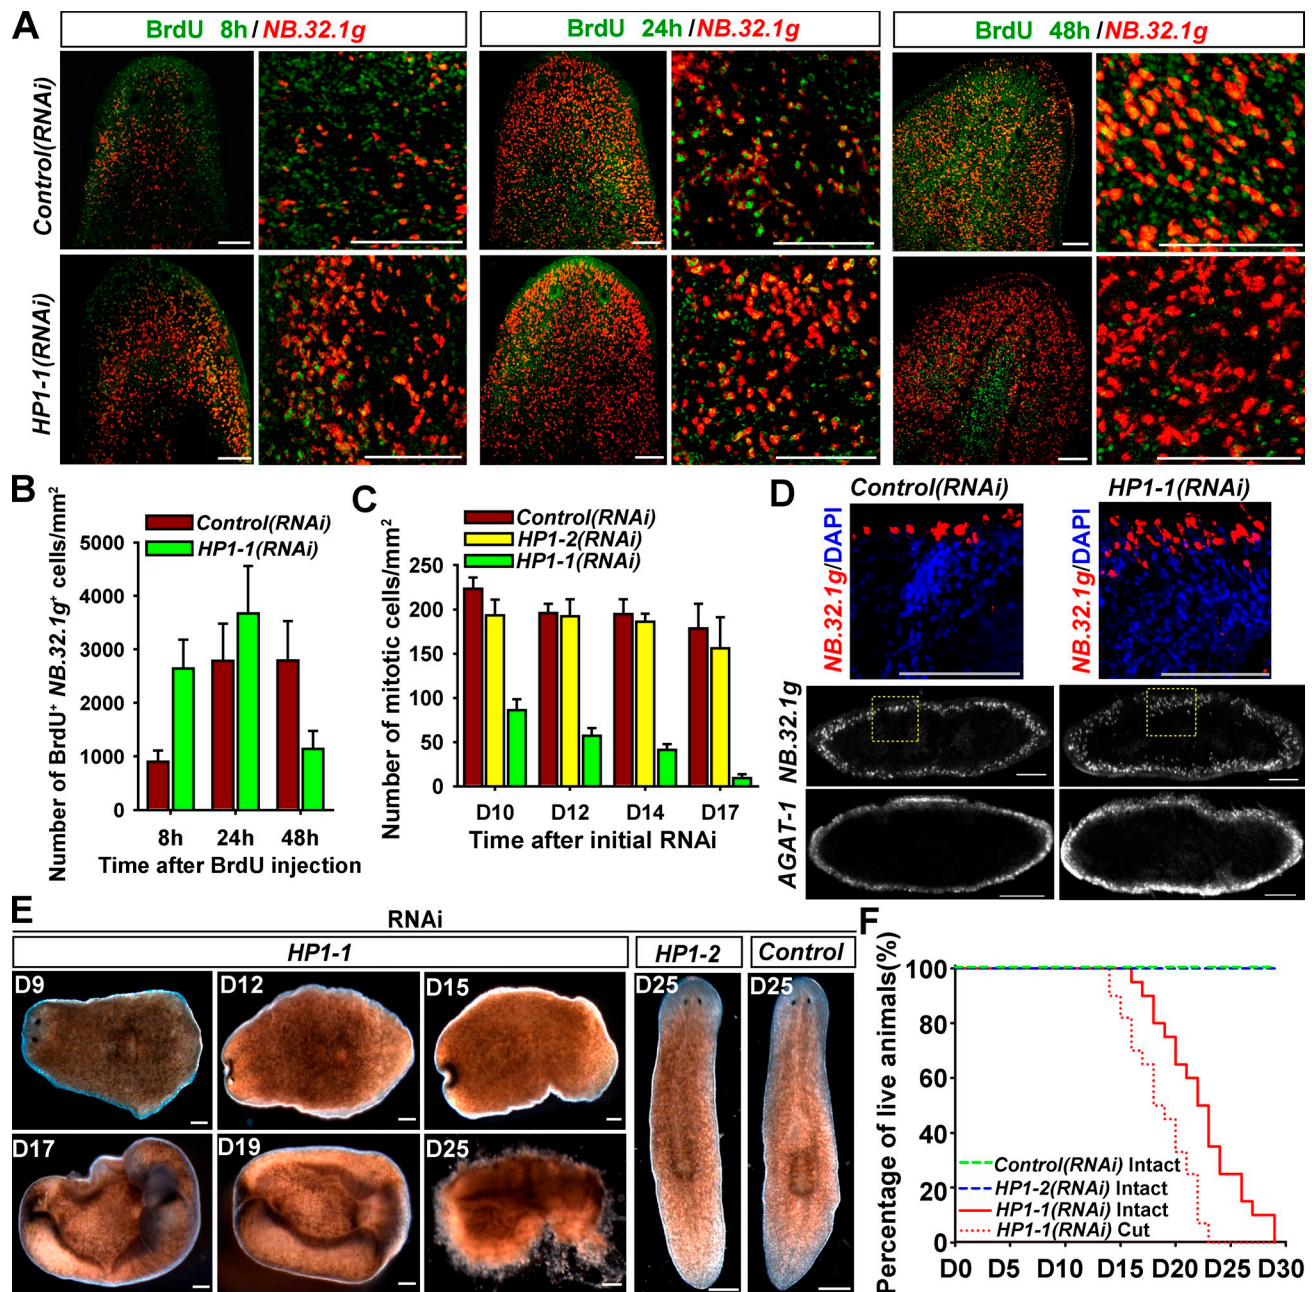 A
BrdU 8h/NB.32.1g
BrdU 24h/NB.32.1g
BrdU 48h/NB.32.1g
Control(RNAi)
HP1-1(RNAi)
B
Control(RNAi)
HP1-1(RNAi)
Number of BrdU+ NB.32.1g+ cells/mm2
5000
4000
3000
2000
1000
0
8h 24h 48h
Time after BrdU injection
C
Control(RNAi)
HP1-2(RNAi)
HP1-1(RNAi)
Number of mitotic cells/mm2
250
200
150
100
50
0
D10 D12 D14 D17
Time after initial RNAi
D
Control(RNAi) HP1-1(RNAi)
NB.32.1g/DAPI
NB.32.1g/DAPI
NB.32.1g
AGAT-1
E
RNAi
HP1-1 HP1-2 Control
D9 D12 D15 D25 D25
D17 D19 D25
F
Percentage of live animals(%)
100
80
60
40
20
0
Control(RNAi) Intact
HP1-2(RNAi) Intact
HP1-1(RNAi) Intact
HP1-1(RNAi) Cut
D0 D5 D10 D15 D20 D25 D30